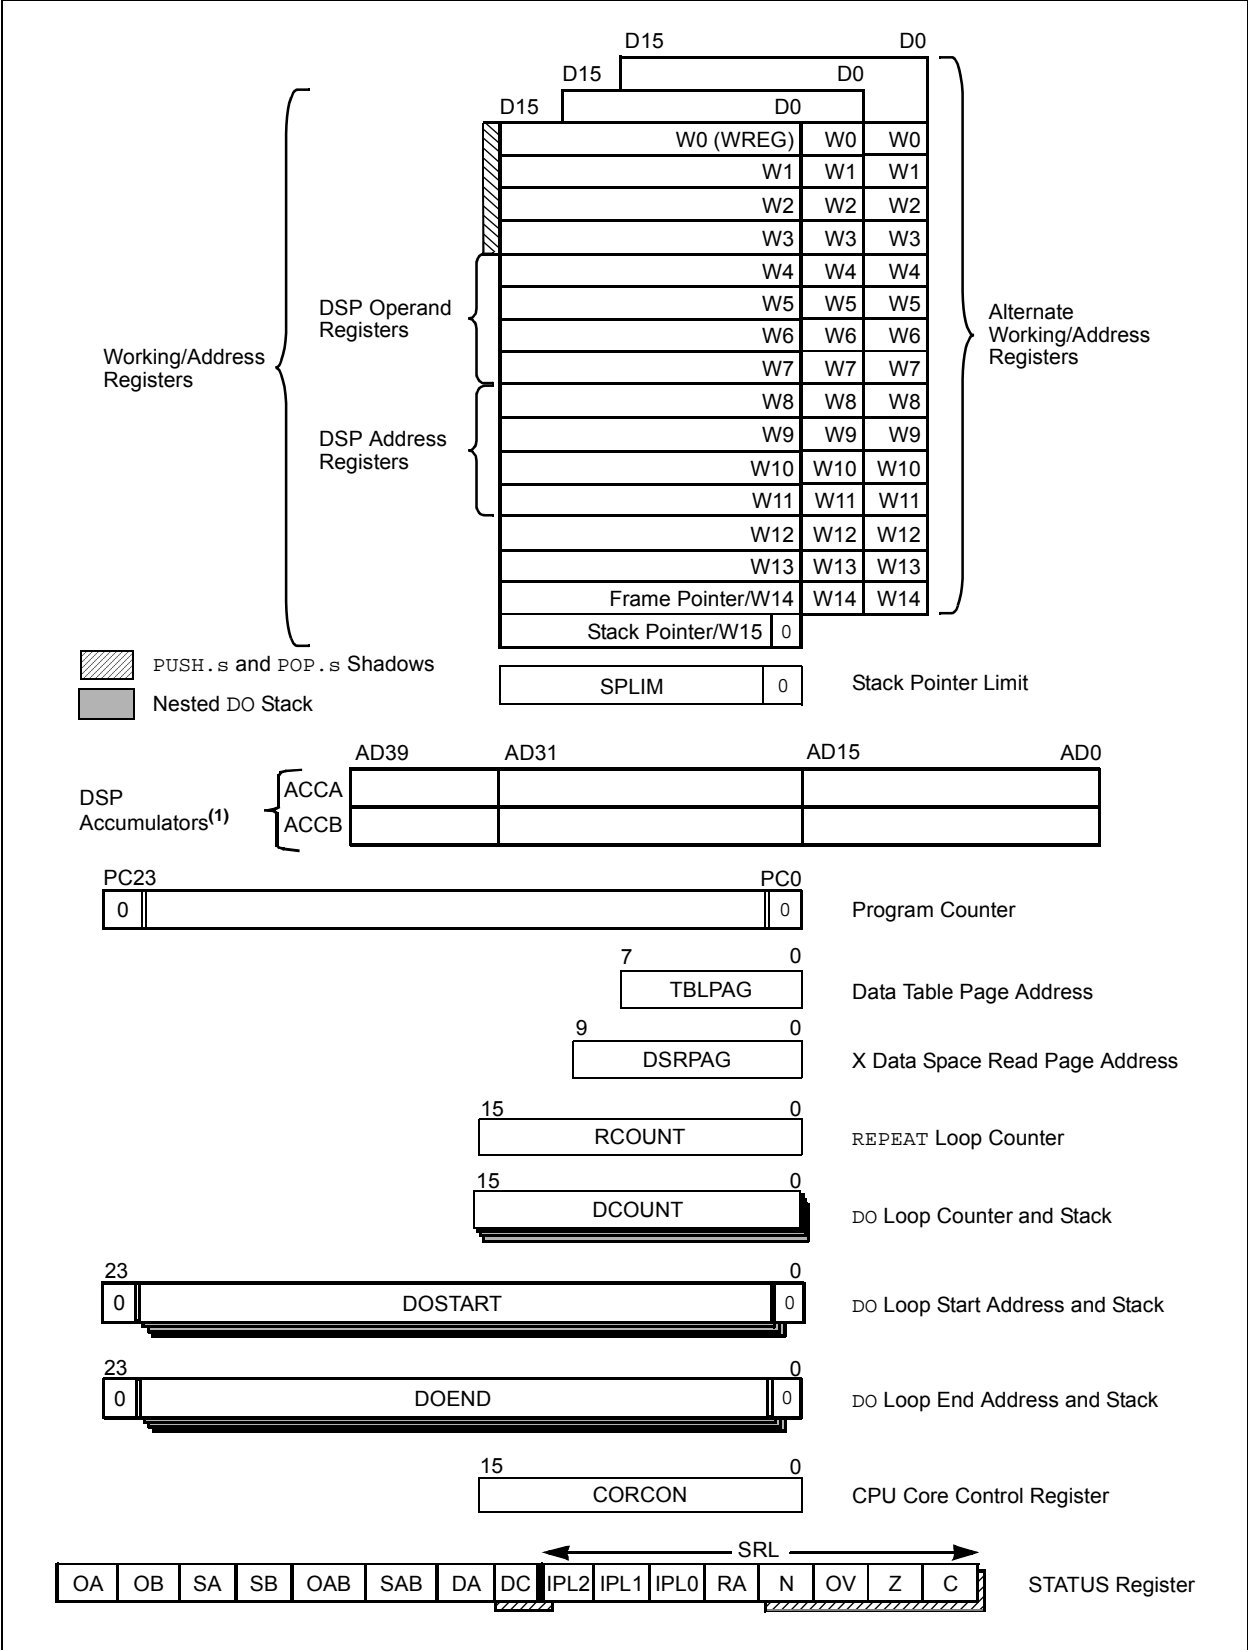 D15 D0
D15 D0
D15 D0
W0 (WREG) W0 W0
W1 W1 W1
W2 W2 W2
W3 W3 W3
W4 W4 W4
W5 W5 W5
W6 W6 W6
W7 W7 W7
W8 W8 W8
W9 W9 W9
W10 W10 W10
W11 W11 W11
W12 W12 W12
W13 W13 W13
Frame Pointer/W14 W14 W14
Stack Pointer/W15 0
Working/Address
Registers
DSP Operand
Registers
DSP Address
Registers
Alternate
Working/Address
Registers
PUSH.s and POP.s Shadows
Nested DO Stack
SPLIM 0 Stack Pointer Limit
AD39 AD31 AD15 AD0
DSP
Accumulators(1)
ACCA
ACCB
PC23 PC0
0 0 Program Counter
7 0
TBLPAG Data Table Page Address
9 0
DSRPAG X Data Space Read Page Address
15 0
RCOUNT REPEAT Loop Counter
15 0
DCOUNT DO Loop Counter and Stack
23 0
0 DOSTART 0 DO Loop Start Address and Stack
23 0
0 DOEND 0 DO Loop End Address and Stack
15 0
CORCON CPU Core Control Register
SRL
OA OB SA SB OAB SAB DA DC IPL2 IPL1 IPL0 RA N OV Z C STATUS Register